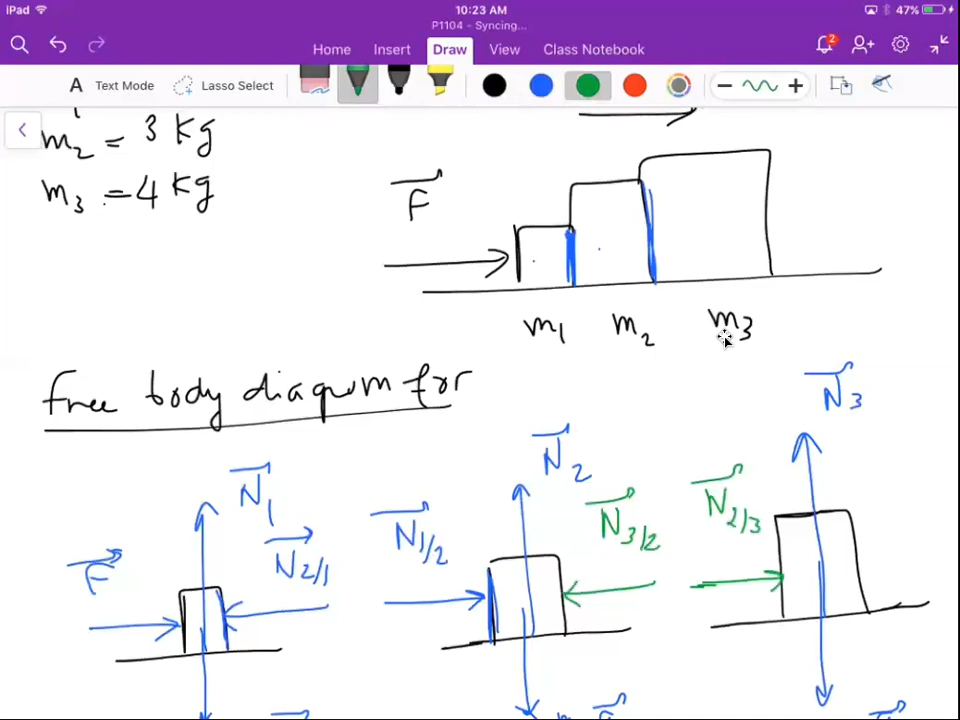 iPad 10:23 AM 47%
P1104 - Syncing...
Home Insert Draw View Class Notebook 2
A Text Mode Lasso Select
m2 = 3 Kg
m3 = 4 Kg
F
m1 m2 m3
Free body diagram for
N3
N1 N2
F N2/1 N1/2 N3/2 N2/3